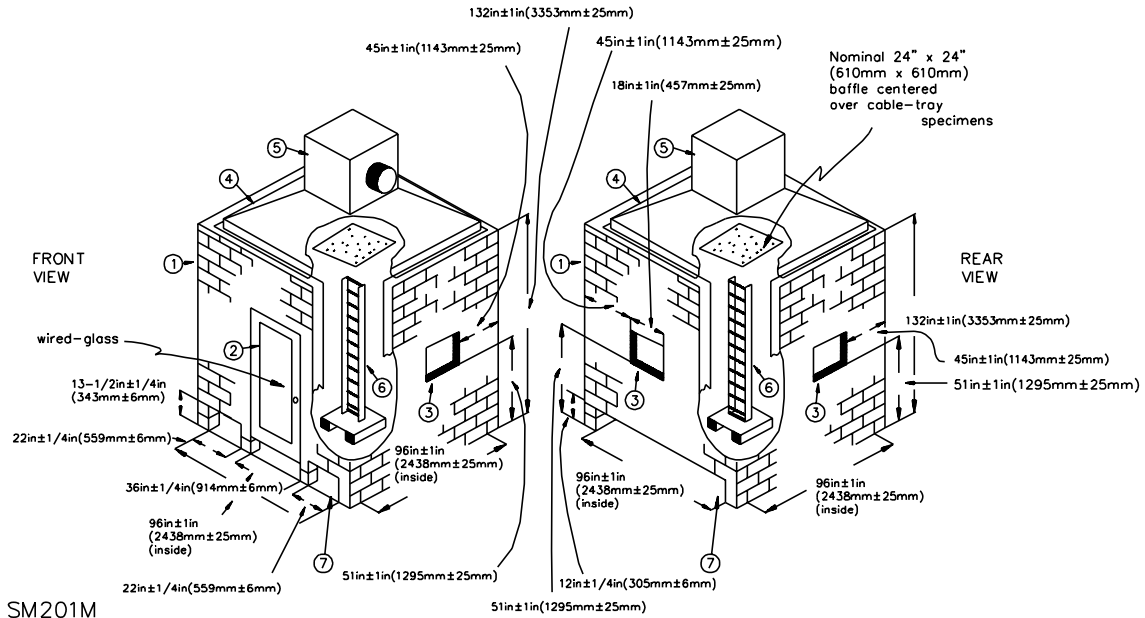 132in±1in(3353mm±25mm)
45in±1in(1143mm±25mm)
45in±1in(1143mm±25mm)
18in±1in(457mm±25mm)
Nominal 24” x 24”
(610mm x 610mm)
baffle centered
over cable-tray
specimens
5
4
5
4
FRONT
VIEW
1
1
REAR
VIEW
wired-glass
2
132in±1in(3353mm±25mm)
45in±1in(1143mm±25mm)
13-1/2in±1/4in
(343mm±6mm)
6
3
3
6
3
51in±1in(1295mm±25mm)
22in±1/4in(559mm±6mm)
96in±1in
(2438mm±25mm)
(inside)
36in±1/4in(914mm±6mm)
96in±1in
(2438mm±25mm)
(inside)
96in±1in
(2438mm±25mm)
(inside)
96in±1in
(2438mm±25mm)
(inside)
7
7
51in±1in(1295mm±25mm)
12in±1/4in(305mm±6mm)
22in±1/4in(559mm±6mm)
51in±1in(1295mm±25mm)
SM201M